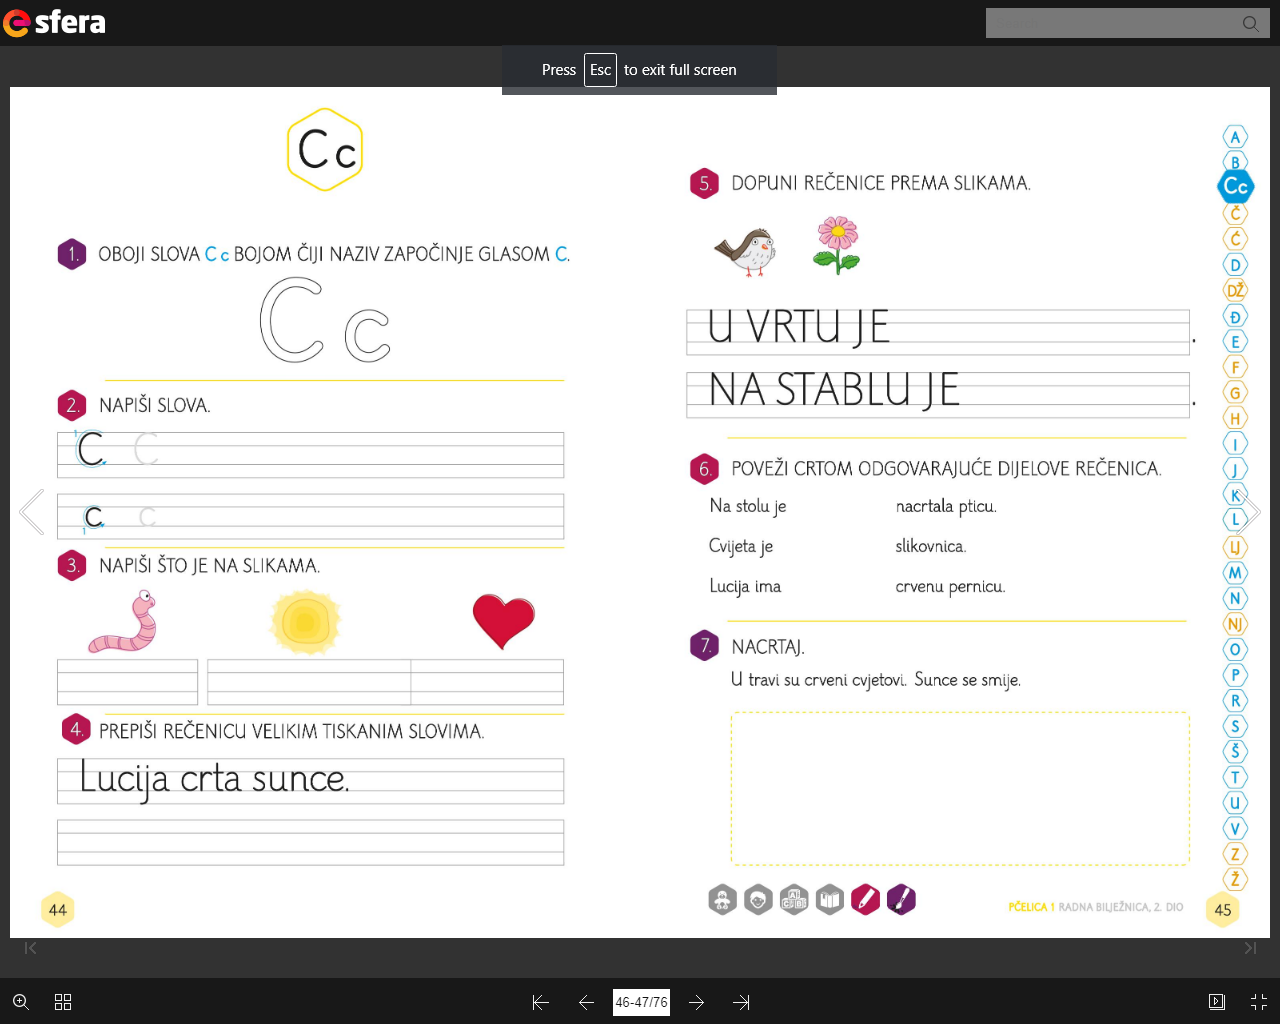 sfera
Press Esc to exit full screen
Cc
1. OBOJI SLOVA C c BOJOM ČIJI NAZIV ZAPOČINJE GLASOM C.
C c
2. NAPIŠI SLOVA.
1 C C
1 c c
3. NAPIŠI ŠTO JE NA SLIKAMA.
4. PREPIŠI REČENICU VELIKIM TISKANIM SLOVIMA.
Lucija crta sunce.
44
5. DOPUNI REČENICE PREMA SLIKAMA.
U VRTU JE .
NA STABLU JE .
6. POVEŽI CRTOM ODGOVARAJUĆE DIJELOVE REČENICA.
Na stolu je nacrtala pticu.
Cvijeta je slikovnica.
Lucija ima crvenu pernicu.
7. NACRTAJ.
U travi su crveni cvjetovi. Sunce se smije.
PČELICA 1 RADNA BILJEŽNICA, 2. DIO
45
A
B
Cc
Č
Ć
D
DŽ
Đ
E
F
G
H
I
J
K
L
LJ
M
N
NJ
O
P
R
S
Š
T
U
V
Z
Ž
46-47/76